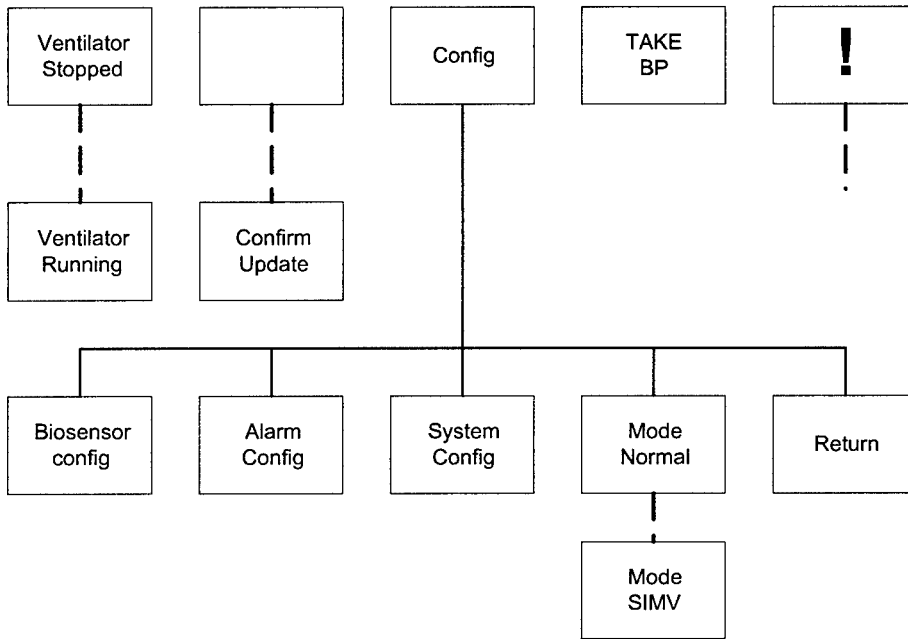 Ventilator
Stopped
Config
TAKE
BP
!
Ventilator
Running
Confirm
Update
Biosensor
config
Alarm
Config
System
Config
Mode
Normal
Return
Mode
SIMV